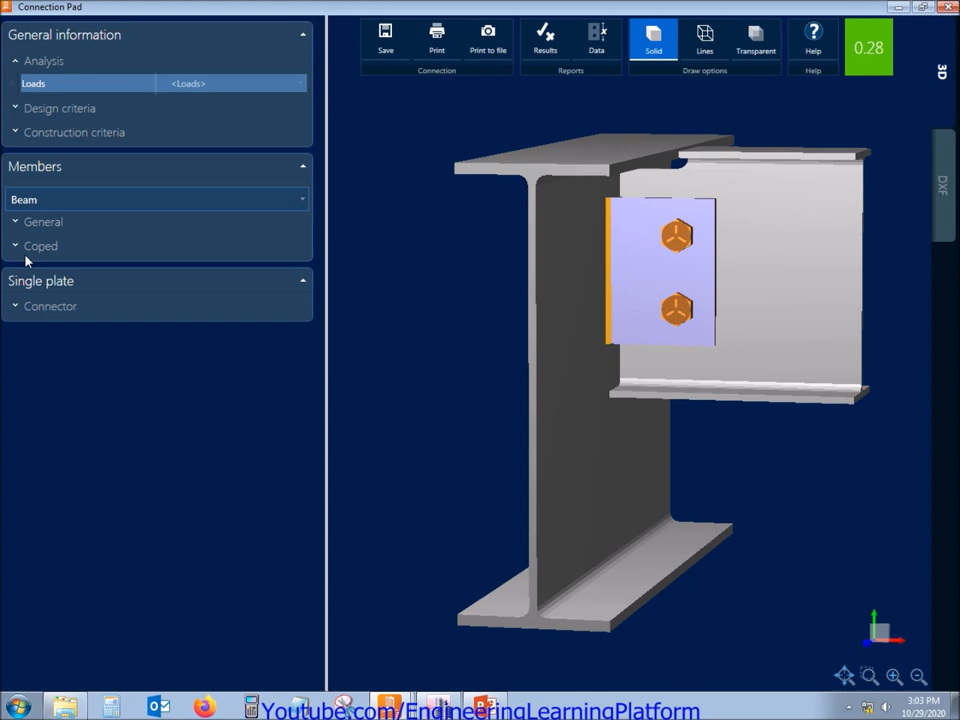 Connection Pad
General information
Analysis
Loads <Loads>
Design criteria
Construction criteria
Members
Beam
General
Coped
Single plate
Connector
Save Print Print to file Results Data Solid Lines Transparent Help
Connection Reports Draw options Help
0.28
3D
DXF
3:03 PM
10/29/2020
Youtube.com/EngineeringLearningPlatform